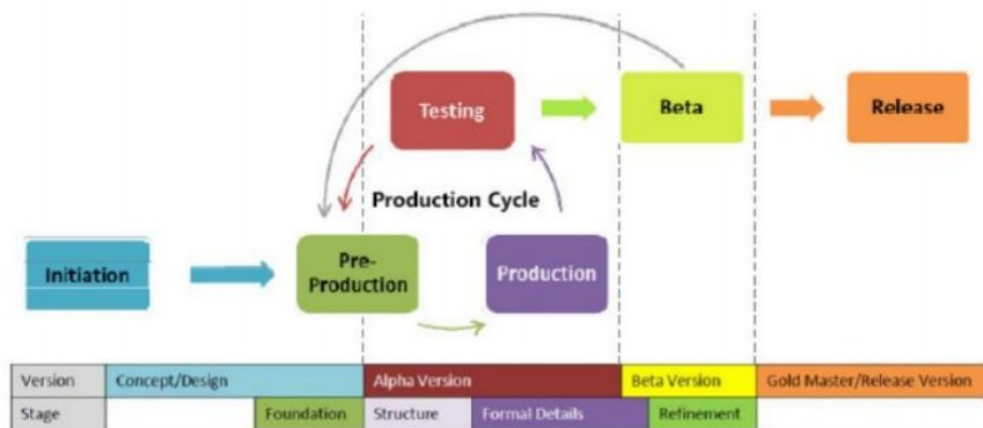 Testing
Beta
Release
Production Cycle
Initiation
Pre-
Production
Production
Version
Concept/Design
Alpha Version
Beta Version
Gold Master/Release Version
Stage
Foundation
Structure
Formal Details
Refinement